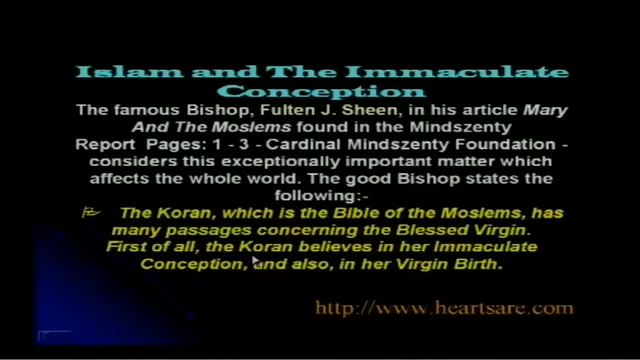 Islam and The Immaculate
Conception
The famous Bishop, Fulten J. Sheen, in his article Mary
And The Moslems found in the Mindszenty
Report Pages: 1 - 3 - Cardinal Mindszenty Foundation -
considers this exceptionally important matter which
affects the whole world. The good Bishop states the
following:-
The Koran, which is the Bible of the Moslems, has
many passages concerning the Blessed Virgin.
First of all, the Koran believes in her Immaculate
Conception, and also, in her Virgin Birth.
http://www.heartsare.com